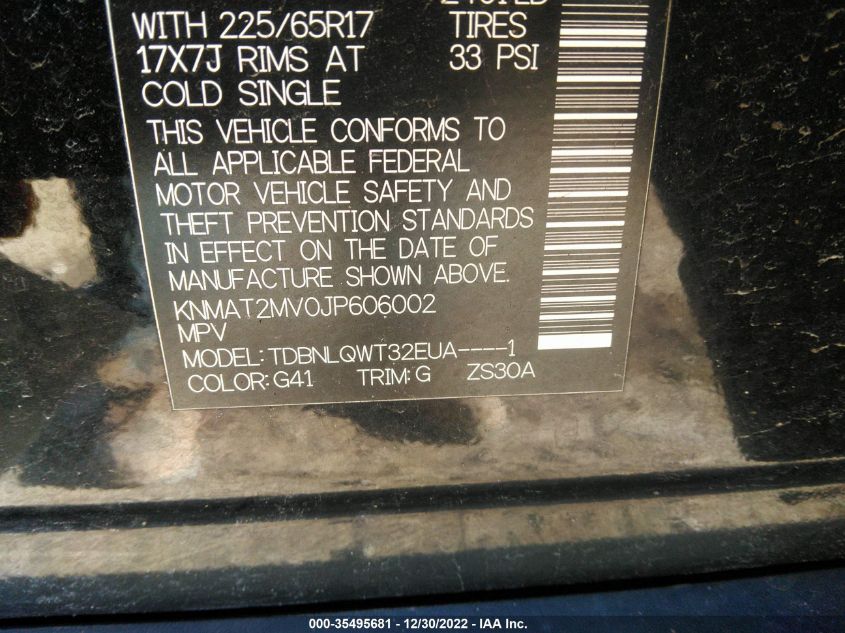 WITH 225/65R17 TIRES
17X7J RIMS AT 33 PSI
COLD SINGLE
THIS VEHICLE CONFORMS TO
ALL APPLICABLE FEDERAL
MOTOR VEHICLE SAFETY AND
THEFT PREVENTION STANDARDS
IN EFFECT ON THE DATE OF
MANUFACTURE SHOWN ABOVE.
KNMAT2MV0JP606002
MPV
MODEL: TDBNLQWT32EUA----1
COLOR: G41 TRIM: G ZS30A
000-35495681 - 12/30/2022 - IAA Inc.